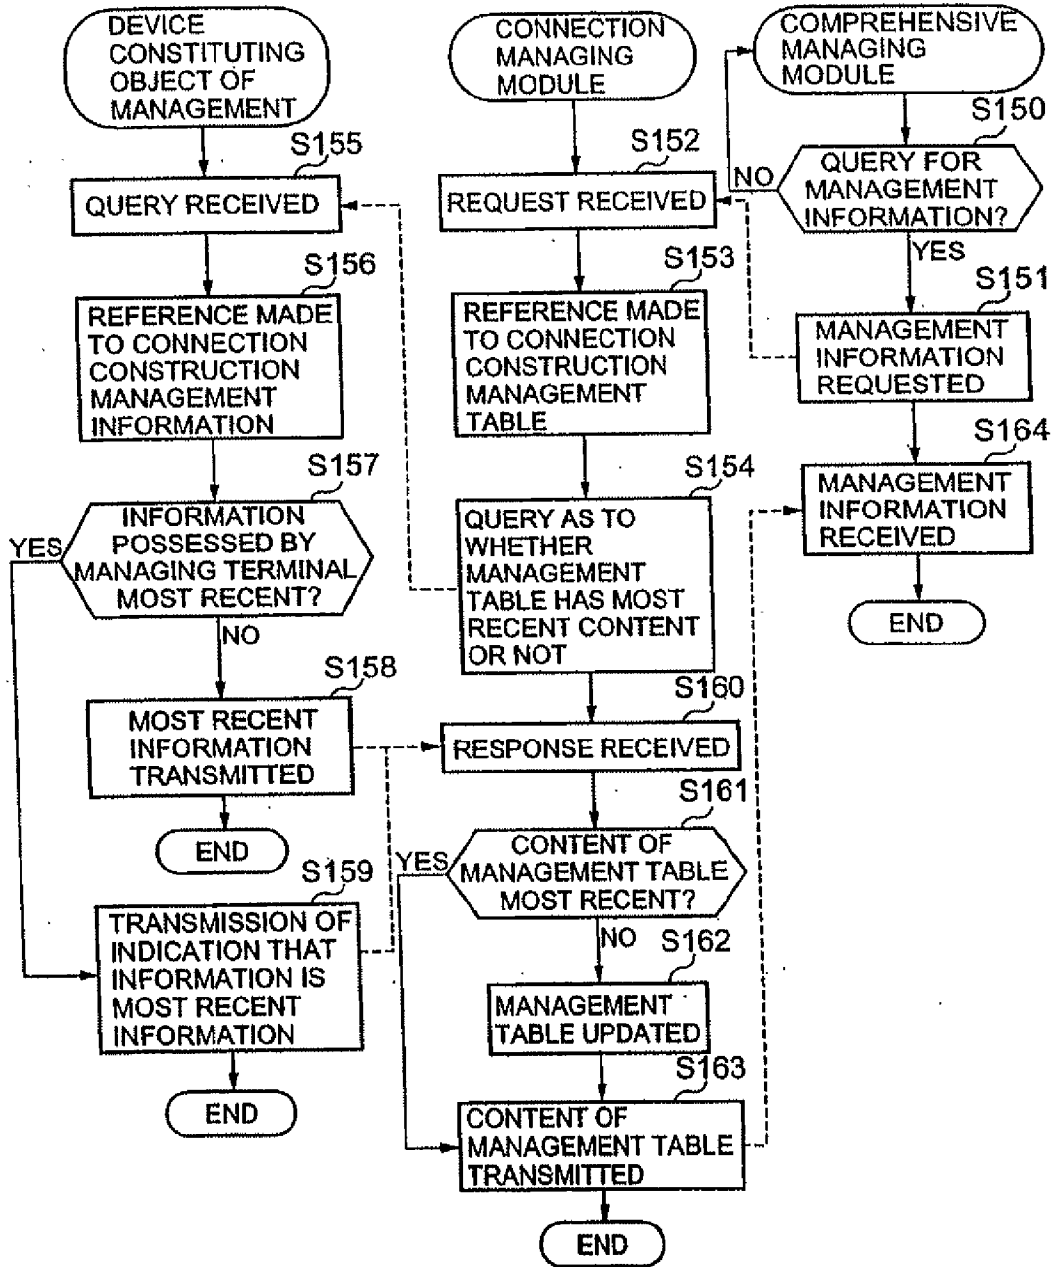 DEVICE
CONSTITUTING
OBJECT OF
MANAGEMENT
S155
QUERY RECEIVED
S156
REFERENCE MADE
TO CONNECTION
CONSTRUCTION
MANAGEMENT
INFORMATION
S157
INFORMATION
POSSESSED BY
MANAGING TERMINAL
MOST RECENT?
YES
NO
S158
MOST RECENT
INFORMATION
TRANSMITTED
END
S159
TRANSMISSION OF
INDICATION THAT
INFORMATION IS
MOST RECENT
INFORMATION
END
CONNECTION
MANAGING
MODULE
S152
REQUEST RECEIVED
S153
REFERENCE MADE
TO CONNECTION
CONSTRUCTION
MANAGEMENT
TABLE
S154
QUERY AS TO
WHETHER
MANAGEMENT
TABLE HAS MOST
RECENT CONTENT
OR NOT
S160
RESPONSE RECEIVED
S161
CONTENT OF
MANAGEMENT TABLE
MOST RECENT?
YES
NO
S162
MANAGEMENT
TABLE UPDATED
S163
CONTENT OF
MANAGEMENT TABLE
TRANSMITTED
END
COMPREHENSIVE
MANAGING
MODULE
S150
QUERY FOR
MANAGEMENT
INFORMATION?
NO
YES
S151
MANAGEMENT
INFORMATION
REQUESTED
S164
MANAGEMENT
INFORMATION
RECEIVED
END